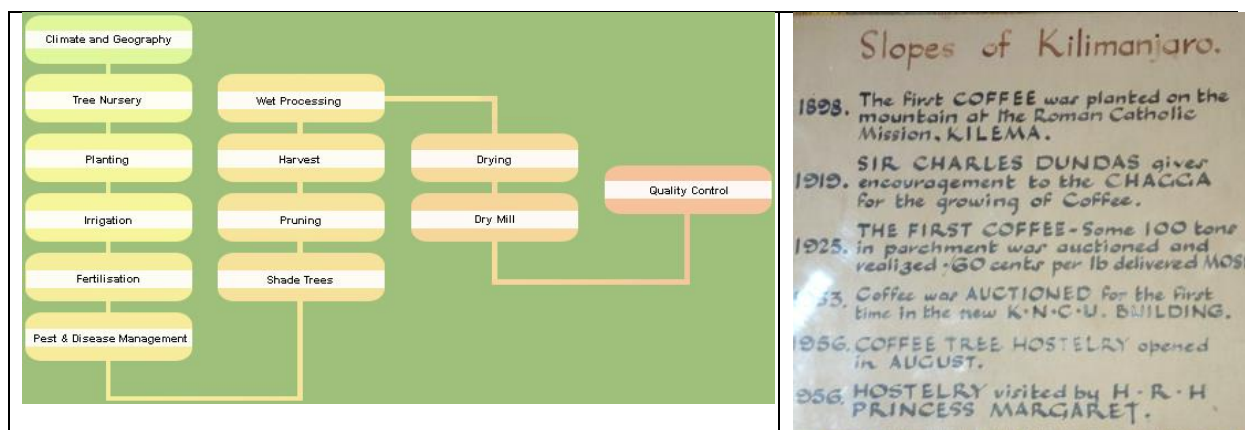 Climate and Geography
Tree Nursery
Planting
Irrigation
Fertilisation
Pest & Disease Management
Shade Trees
Pruning
Harvest
Wet Processing
Drying
Dry Mill
Quality Control
Slopes of Kilimanjaro.
1898. The first COFFEE was planted on the
mountain at the Roman Catholic
Mission, KILEMA.
SIR CHARLES DUNDAS gives
1919. encouragement to the CHAGGA
for the growing of Coffee.
THE FIRST COFFEE - Some 100 tons
1925. in parchment was auctioned and
realized ·60 cents per lb delivered
Coffee was AUCTIONED for the first
time in the new K·N·C·U. BUILDING.
1956. COFFEE TREE HOSTELRY opened
in AUGUST.
HOSTELRY visited by H·R·H
PRINCESS MARGARET.